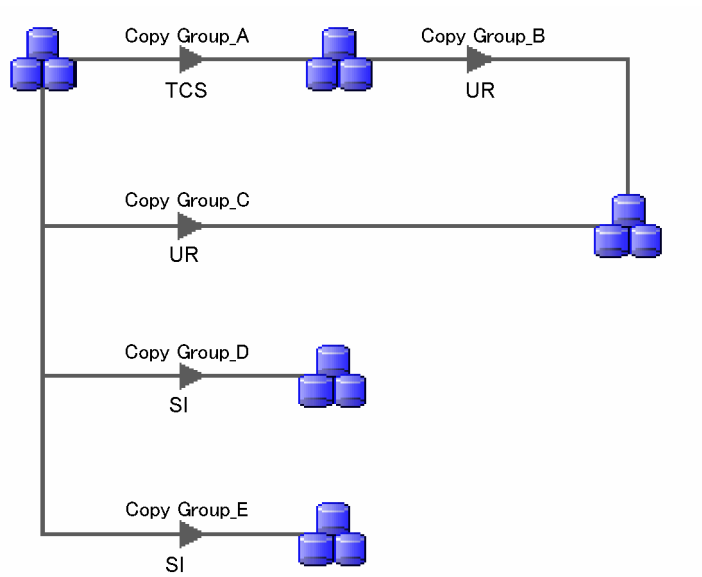 Copy Group_A
Copy Group_B
TCS
UR
Copy Group_C
UR
Copy Group_D
SI
Copy Group_E
SI